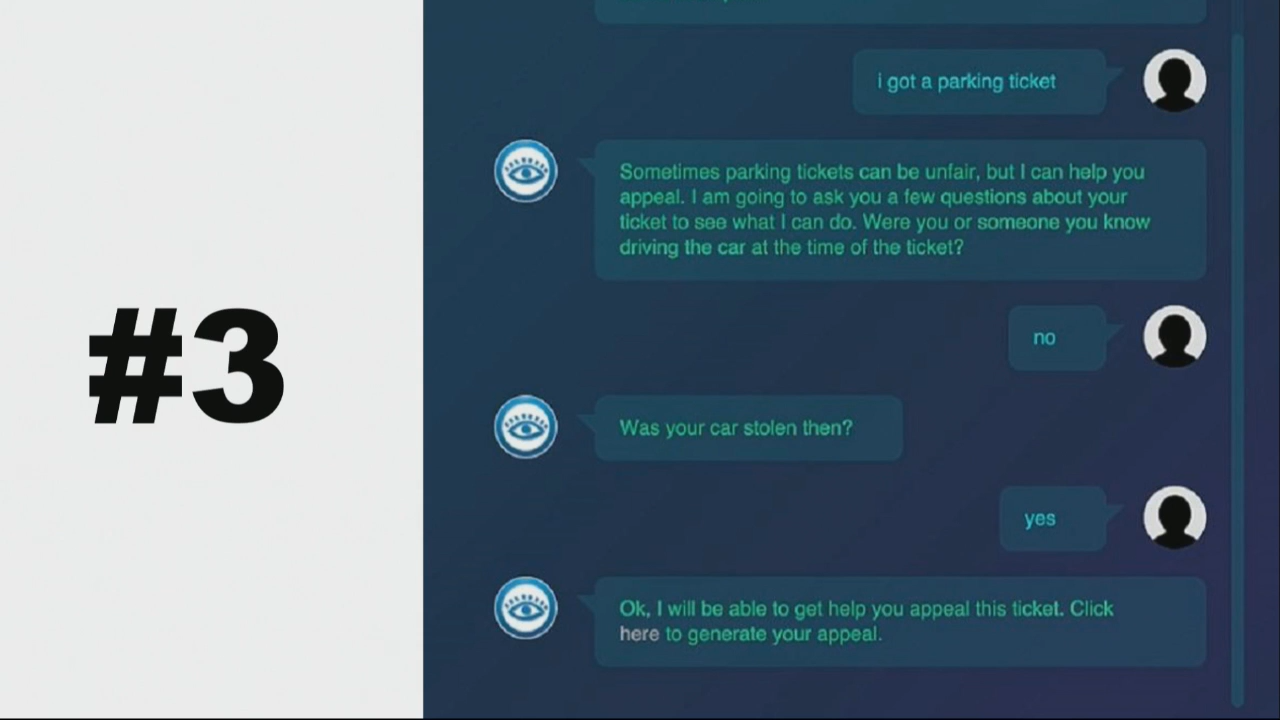 #3
i got a parking ticket
Sometimes parking tickets can be unfair, but I can help you
appeal. I am going to ask you a few questions about your
ticket to see what I can do. Were you or someone you know
driving the car at the time of the ticket?
no
Was your car stolen then?
yes
Ok, I will be able to get help you appeal this ticket. Click
here to generate your appeal.